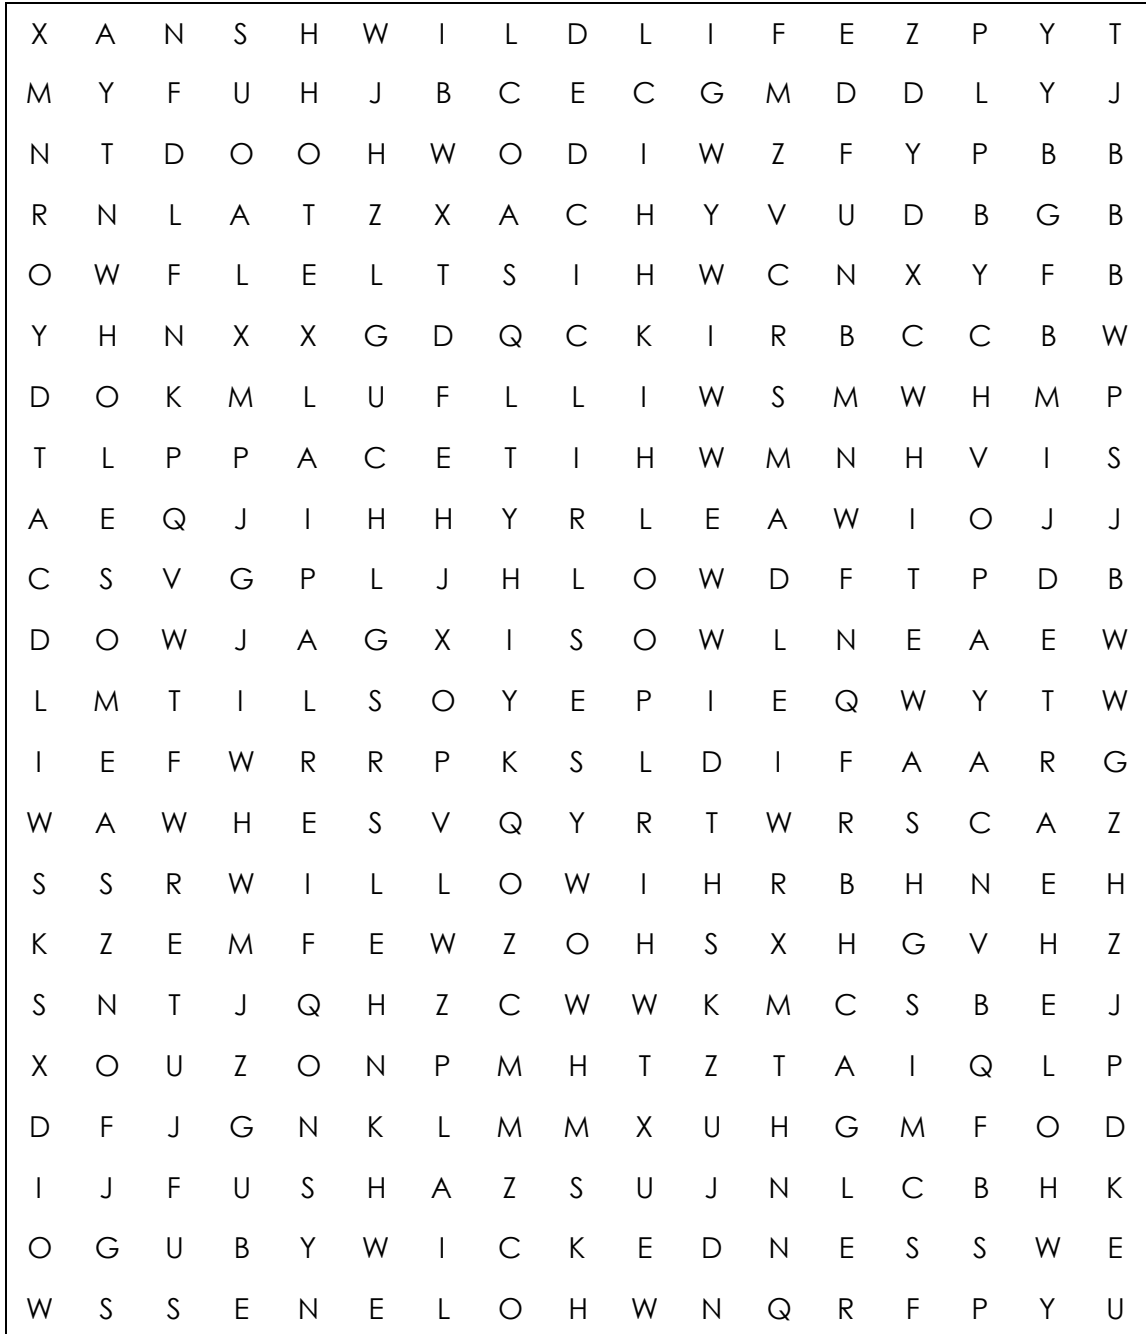 X A N S H W I L D L I F E Z P Y T
M Y F U H J B C E C G M D D L Y J
N T D O O H W O D I W Z F Y P B B
R N L A T Z X A C H Y V U D B G B
O W F L E L T S I H W C N X Y F B
Y H N X X G D Q C K I R B C C B W
D O K M L U F L L I W S M W H M P
T L P P A C E T I H W M N H V I S
A E Q J I H H Y R L E A W I O J J
C S V G P L J H L O W D F T P D B
D O W J A G X I S O W L N E A E W
L M T I L S O Y E P I E Q W Y T W
I E F W R R P K S L D I F A A R G
W A W H E S V Q Y R T W R S C A Z
S S R W I L L O W I H R B H N E H
K Z E M F E W Z O H S X H G V H Z
S N T J Q H Z C W W K M C S B E J
X O U Z O N P M H T Z T A I Q L P
D F J G N K L M M X U H G M F O D
I J F U S H A Z S U J N L C B H K
O G U B Y W I C K E D N E S S W E
W S S E N E L O H W N Q R F P Y U